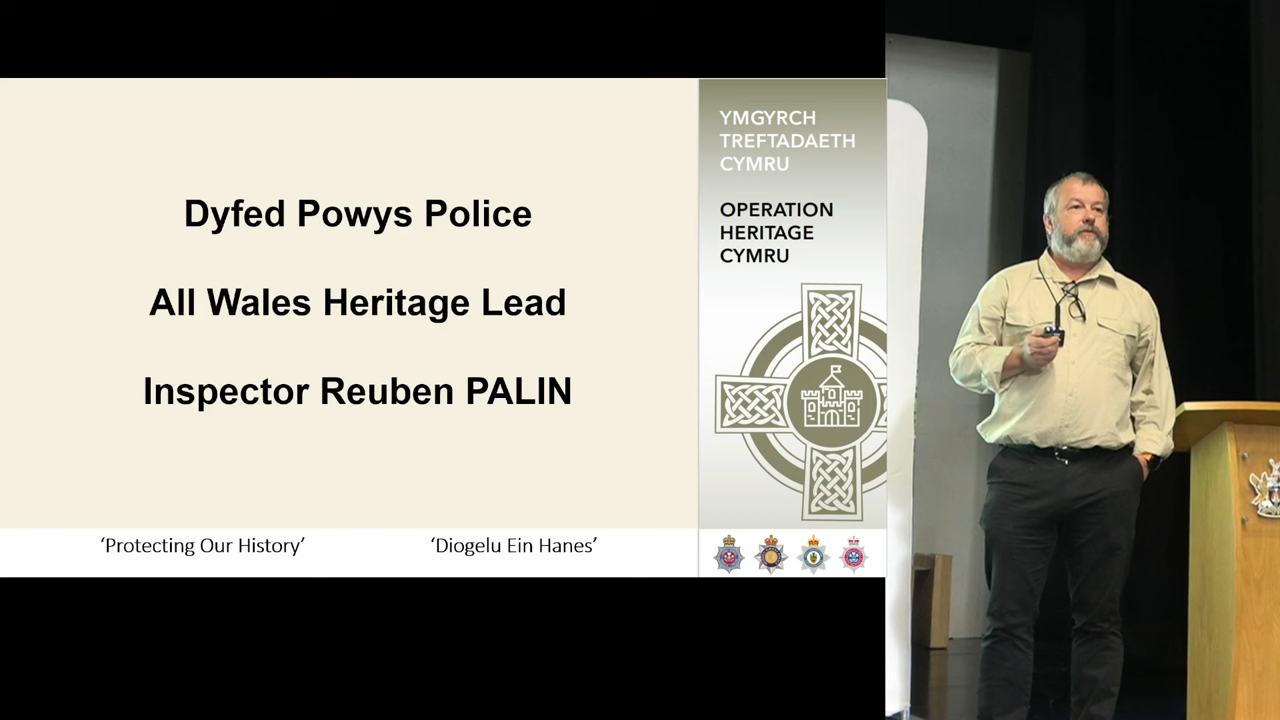 Dyfed Powys Police
All Wales Heritage Lead
Inspector Reuben PALIN
‘Protecting Our History’
‘Diogelu Ein Hanes’
YMGYRCH
TREFTADAETH
CYMRU
OPERATION
HERITAGE
CYMRU